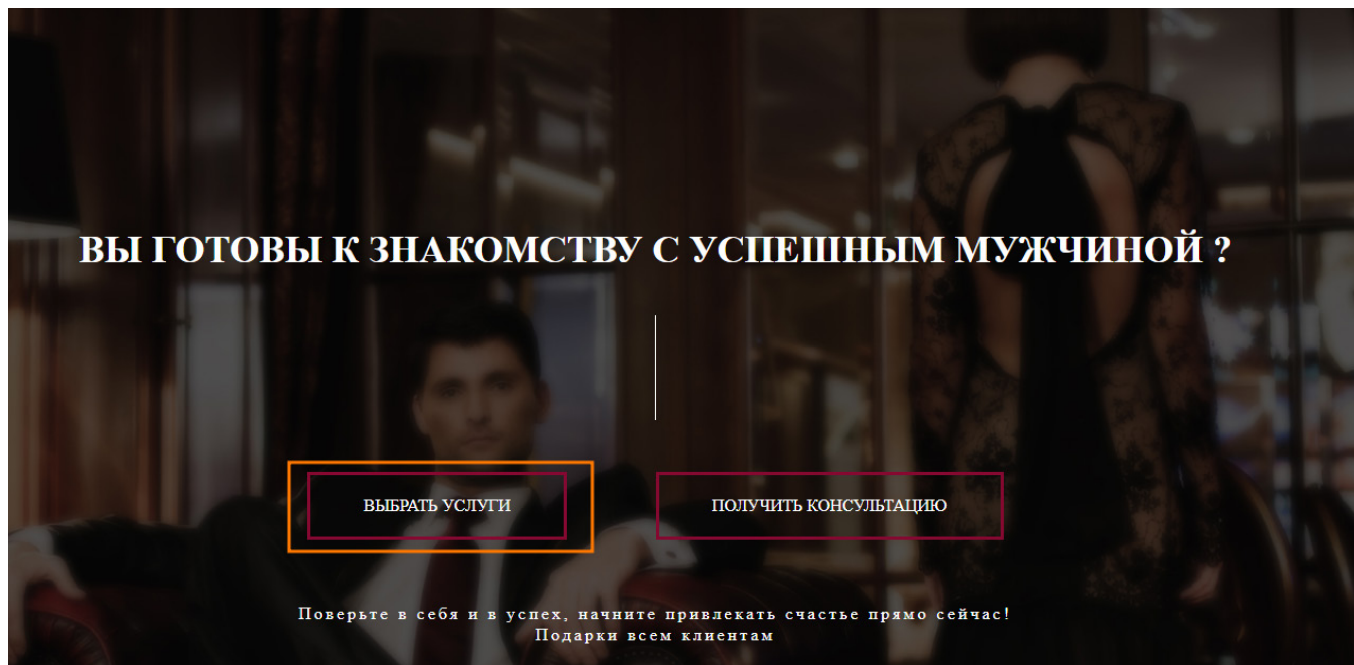 ВЫ ГОТОВЫ К ЗНАКОМСТВУ С УСПЕШНЫМ МУЖЧИНОЙ ?
ВЫБРАТЬ УСЛУГИ
ПОЛУЧИТЬ КОНСУЛЬТАЦИЮ
Поверьте в себя и в успех, начните привлекать счастье прямо сейчас!
Подарки всем клиентам